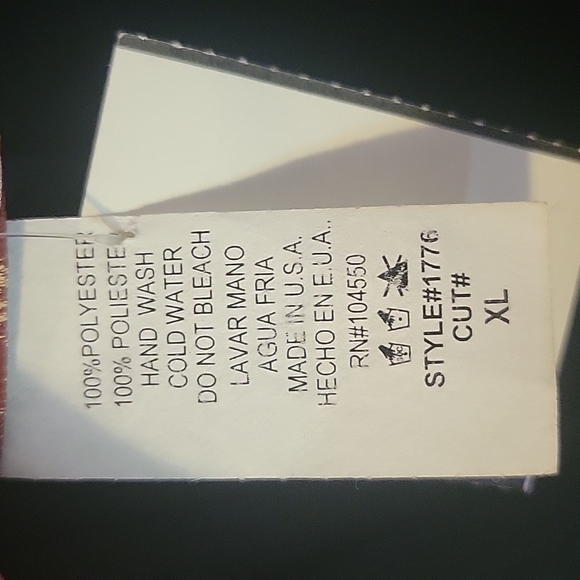 100%POLYESTER
100% POLIESTE
HAND WASH
COLD WATER
DO NOT BLEACH
LAVAR MANO
AGUA FRIA
MADE IN U.S.A.
HECHO EN E.U.A..
RN#104550
STYLE#1776
CUT#
XL